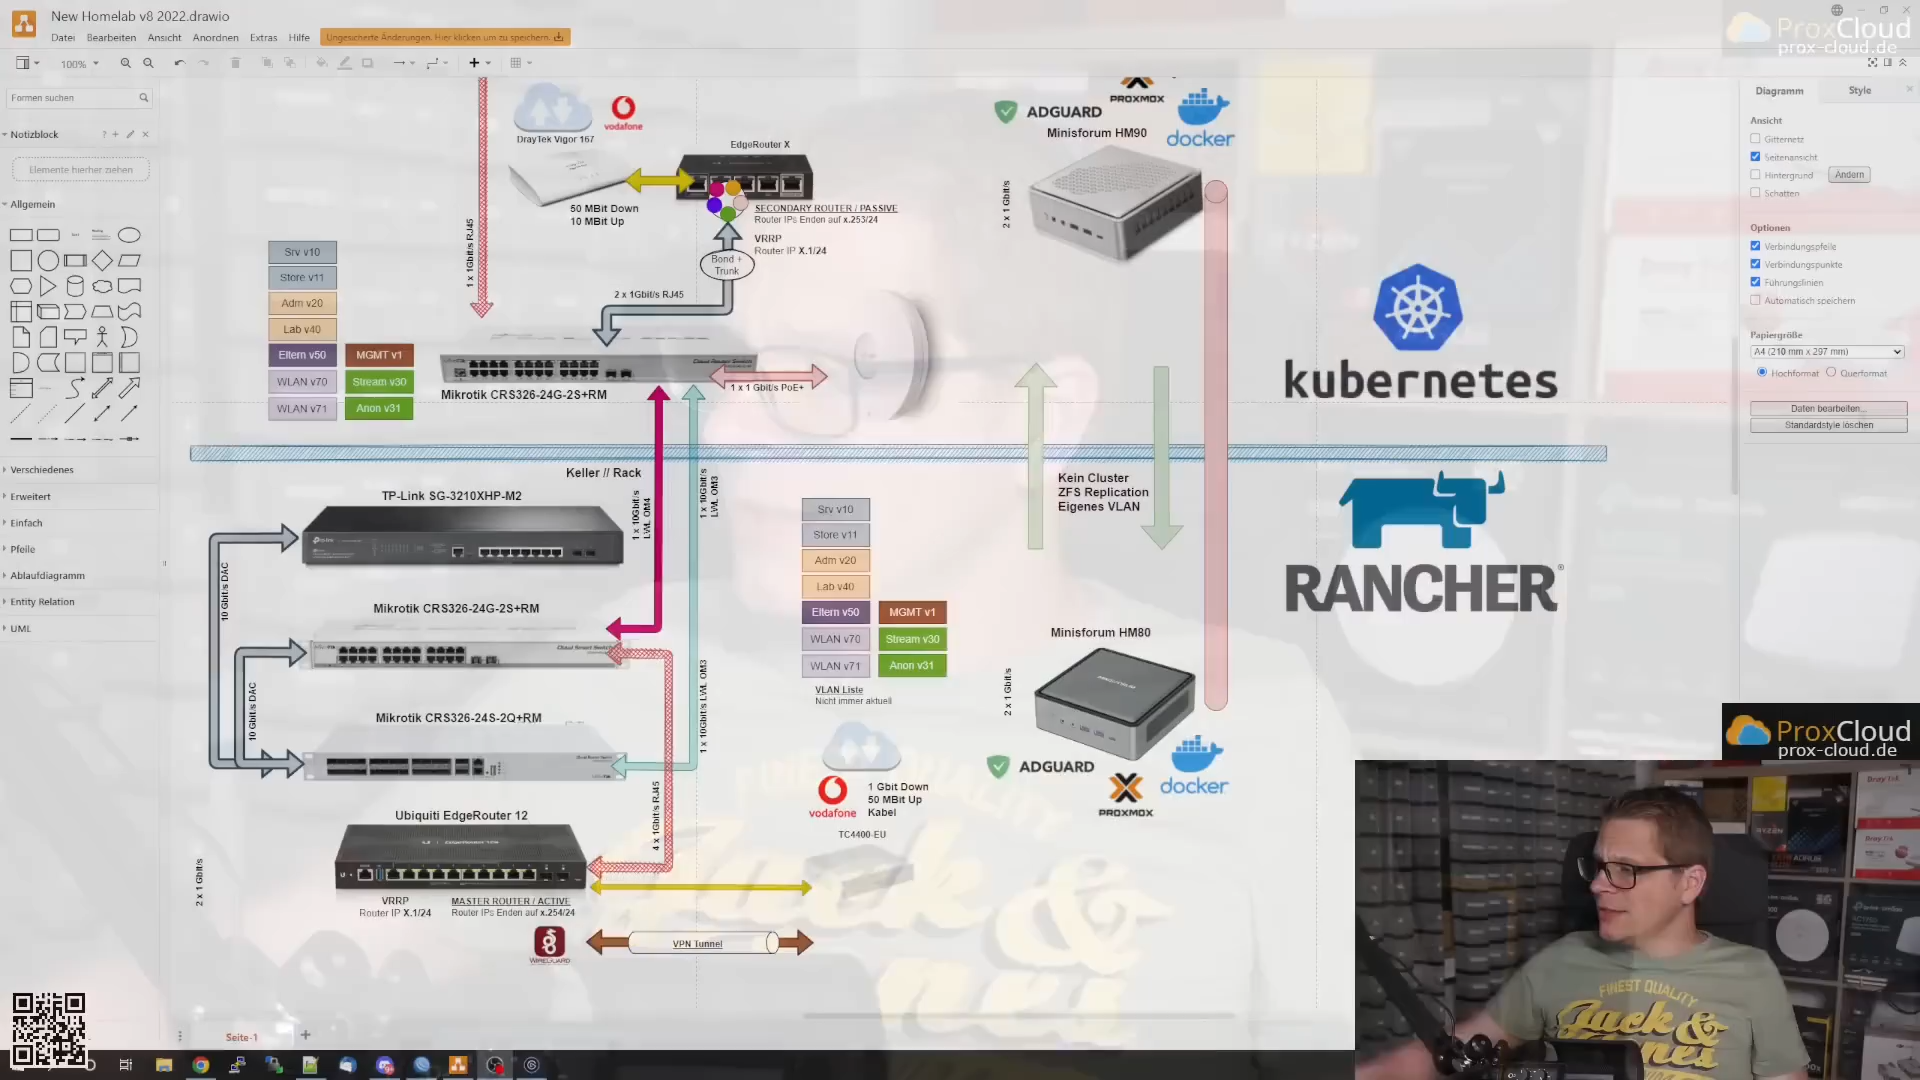 New Homelab v8 2022.drawio
Datei Bearbeiten Ansicht Anordnen Extras Hilfe
Ungesicherte Änderungen. Hier klicken um zu speichern.
ProxCloud
prox-cloud.de
100%
Formen suchen
Notizblock
Elemente hierher ziehen
Allgemein
Verschiedenes
Erweitert
Einfach
Pfeile
Ablaufdiagramm
Entity Relation
UML
DrayTek Vigor 167
vodafone
50 MBit Down
10 MBit Up
EdgeRouter X
SECONDARY ROUTER / PASSIVE
Router IPs Enden auf x.253/24
VRRP
Router IP X.1/24
Bond +
Trunk
2 x 1Gbit/s RJ45
1 x 1Gbit/s RJ45
Srv v10
Store v11
Adm v20
Lab v40
Eltern v50 MGMT v1
WLAN v70 Stream v30
WLAN v71 Anon v31
Mikrotik CRS326-24G-2S+RM
1 x 1 Gbit/s PoE+
ADGUARD
PROXMOX
docker
Minisforum HM90
2 x 1 Gbit/s
kubernetes
Keller // Rack
1 x 10Gbit/s
LWL OM4
1 x 10Gbit/s
LWL OM3
TP-Link SG-3210XHP-M2
10 Gbit/s DAC
Mikrotik CRS326-24G-2S+RM
10 Gbit/s DAC
Mikrotik CRS326-24S-2Q+RM
1 x 10Gbit/s LWL OM3
4 x 1Gbit/s RJ45
Ubiquiti EdgeRouter 12
2 x 1 Gbit/s
VRRP
Router IP X.1/24
MASTER ROUTER / ACTIVE
Router IPs Enden auf x.254/24
WIREGUARD
VPN Tunnel
Srv v10
Store v11
Adm v20
Lab v40
Eltern v50 MGMT v1
WLAN v70 Stream v30
WLAN v71 Anon v31
VLAN Liste
Nicht immer aktuell
vodafone
1 Gbit Down
50 MBit Up
Kabel
TC4400-EU
Kein Cluster
ZFS Replication
Eigenes VLAN
Minisforum HM80
2 x 1 Gbit/s
ADGUARD
PROXMOX
docker
RANCHER
Diagramm Style
Ansicht
Gitternetz
Seitenansicht
Hintergrund Ändern
Schatten
Optionen
Verbindungspfeile
Verbindungspunkte
Führungslinien
Automatisch speichern
Papiergröße
A4 (210 mm x 297 mm)
Hochformat Querformat
Daten bearbeiten...
Standardstyle löschen
ProxCloud
prox-cloud.de
FINEST QUALITY
Jack &
Seite-1